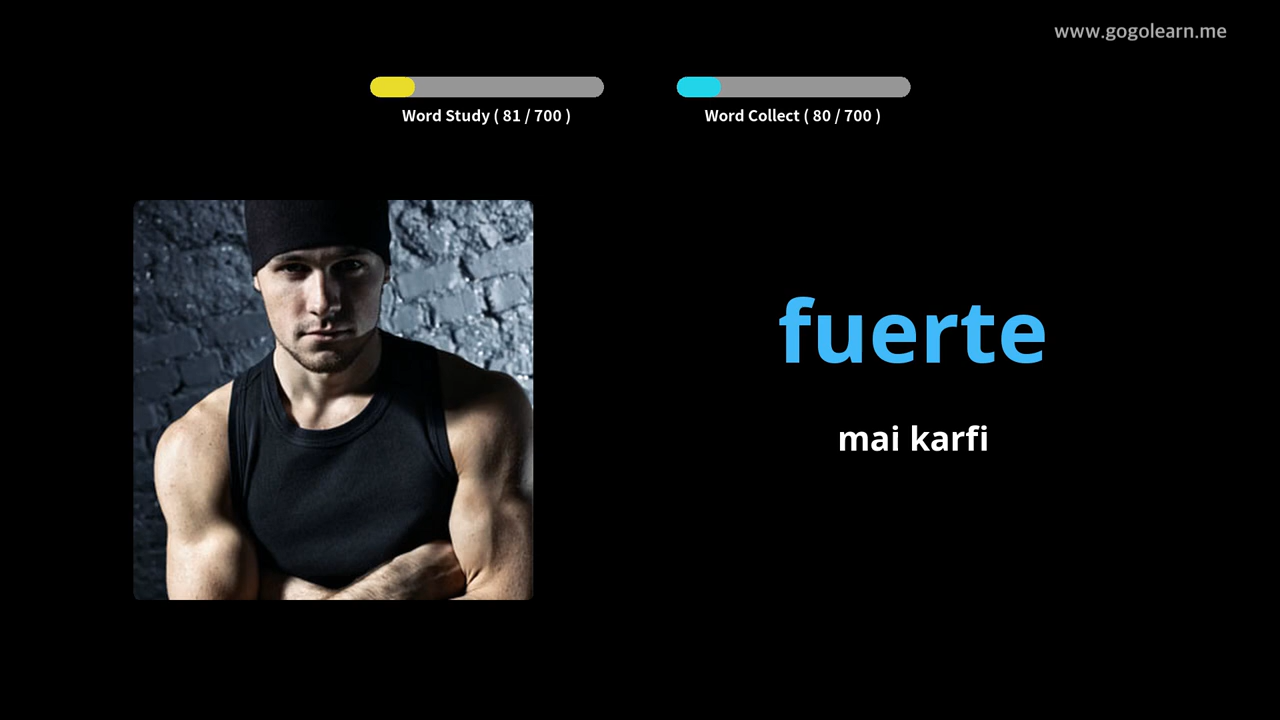 www.gogolearn.me
Word Study ( 81 / 700 )
Word Collect ( 80 / 700 )
fuerte
mai karfi